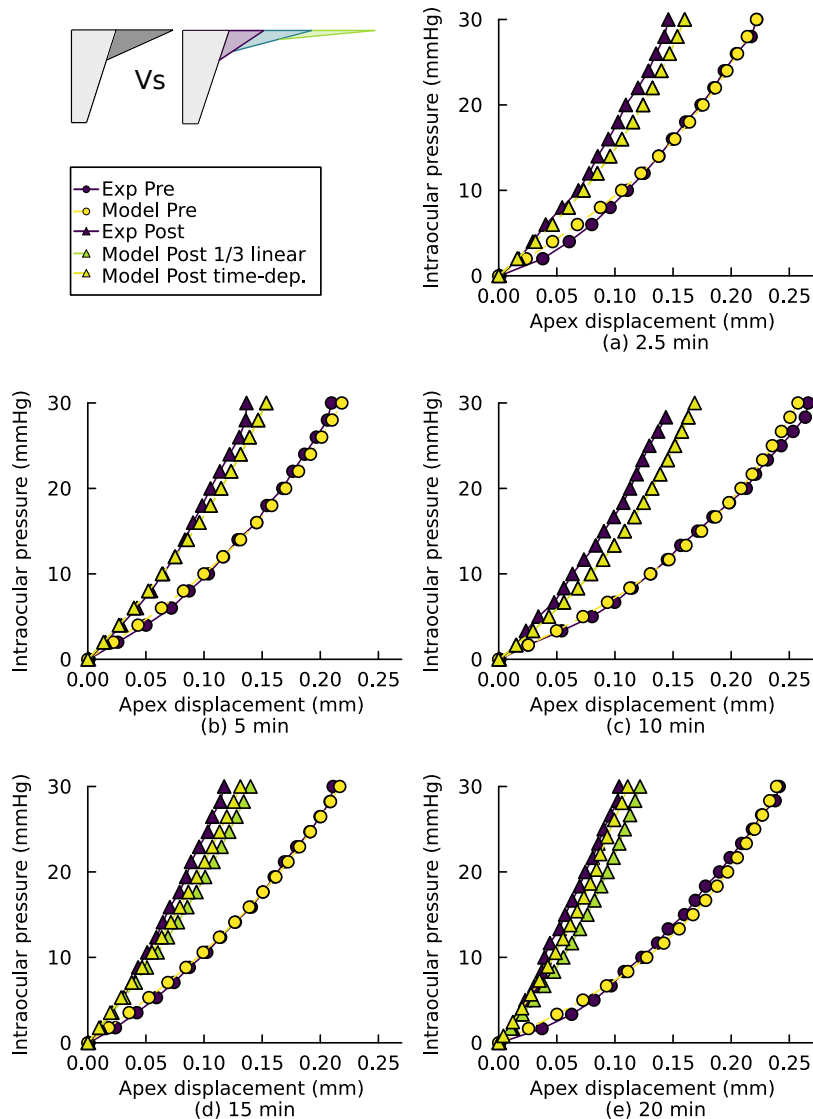 Vs
Exp Pre
Model Pre
Exp Post
Model Post 1/3 linear
Model Post time-dep.
Intraocular pressure (mmHg)
30
20
10
0
0.00 0.05 0.10 0.15 0.20 0.25
Apex displacement (mm)
(a) 2.5 min
Intraocular pressure (mmHg)
30
20
10
0
0.00 0.05 0.10 0.15 0.20 0.25
Apex displacement (mm)
(b) 5 min
Intraocular pressure (mmHg)
30
20
10
0
0.00 0.05 0.10 0.15 0.20 0.25
Apex displacement (mm)
(c) 10 min
Intraocular pressure (mmHg)
30
20
10
0
0.00 0.05 0.10 0.15 0.20 0.25
Apex displacement (mm)
(d) 15 min
Intraocular pressure (mmHg)
30
20
10
0
0.00 0.05 0.10 0.15 0.20 0.25
Apex displacement (mm)
(e) 20 min